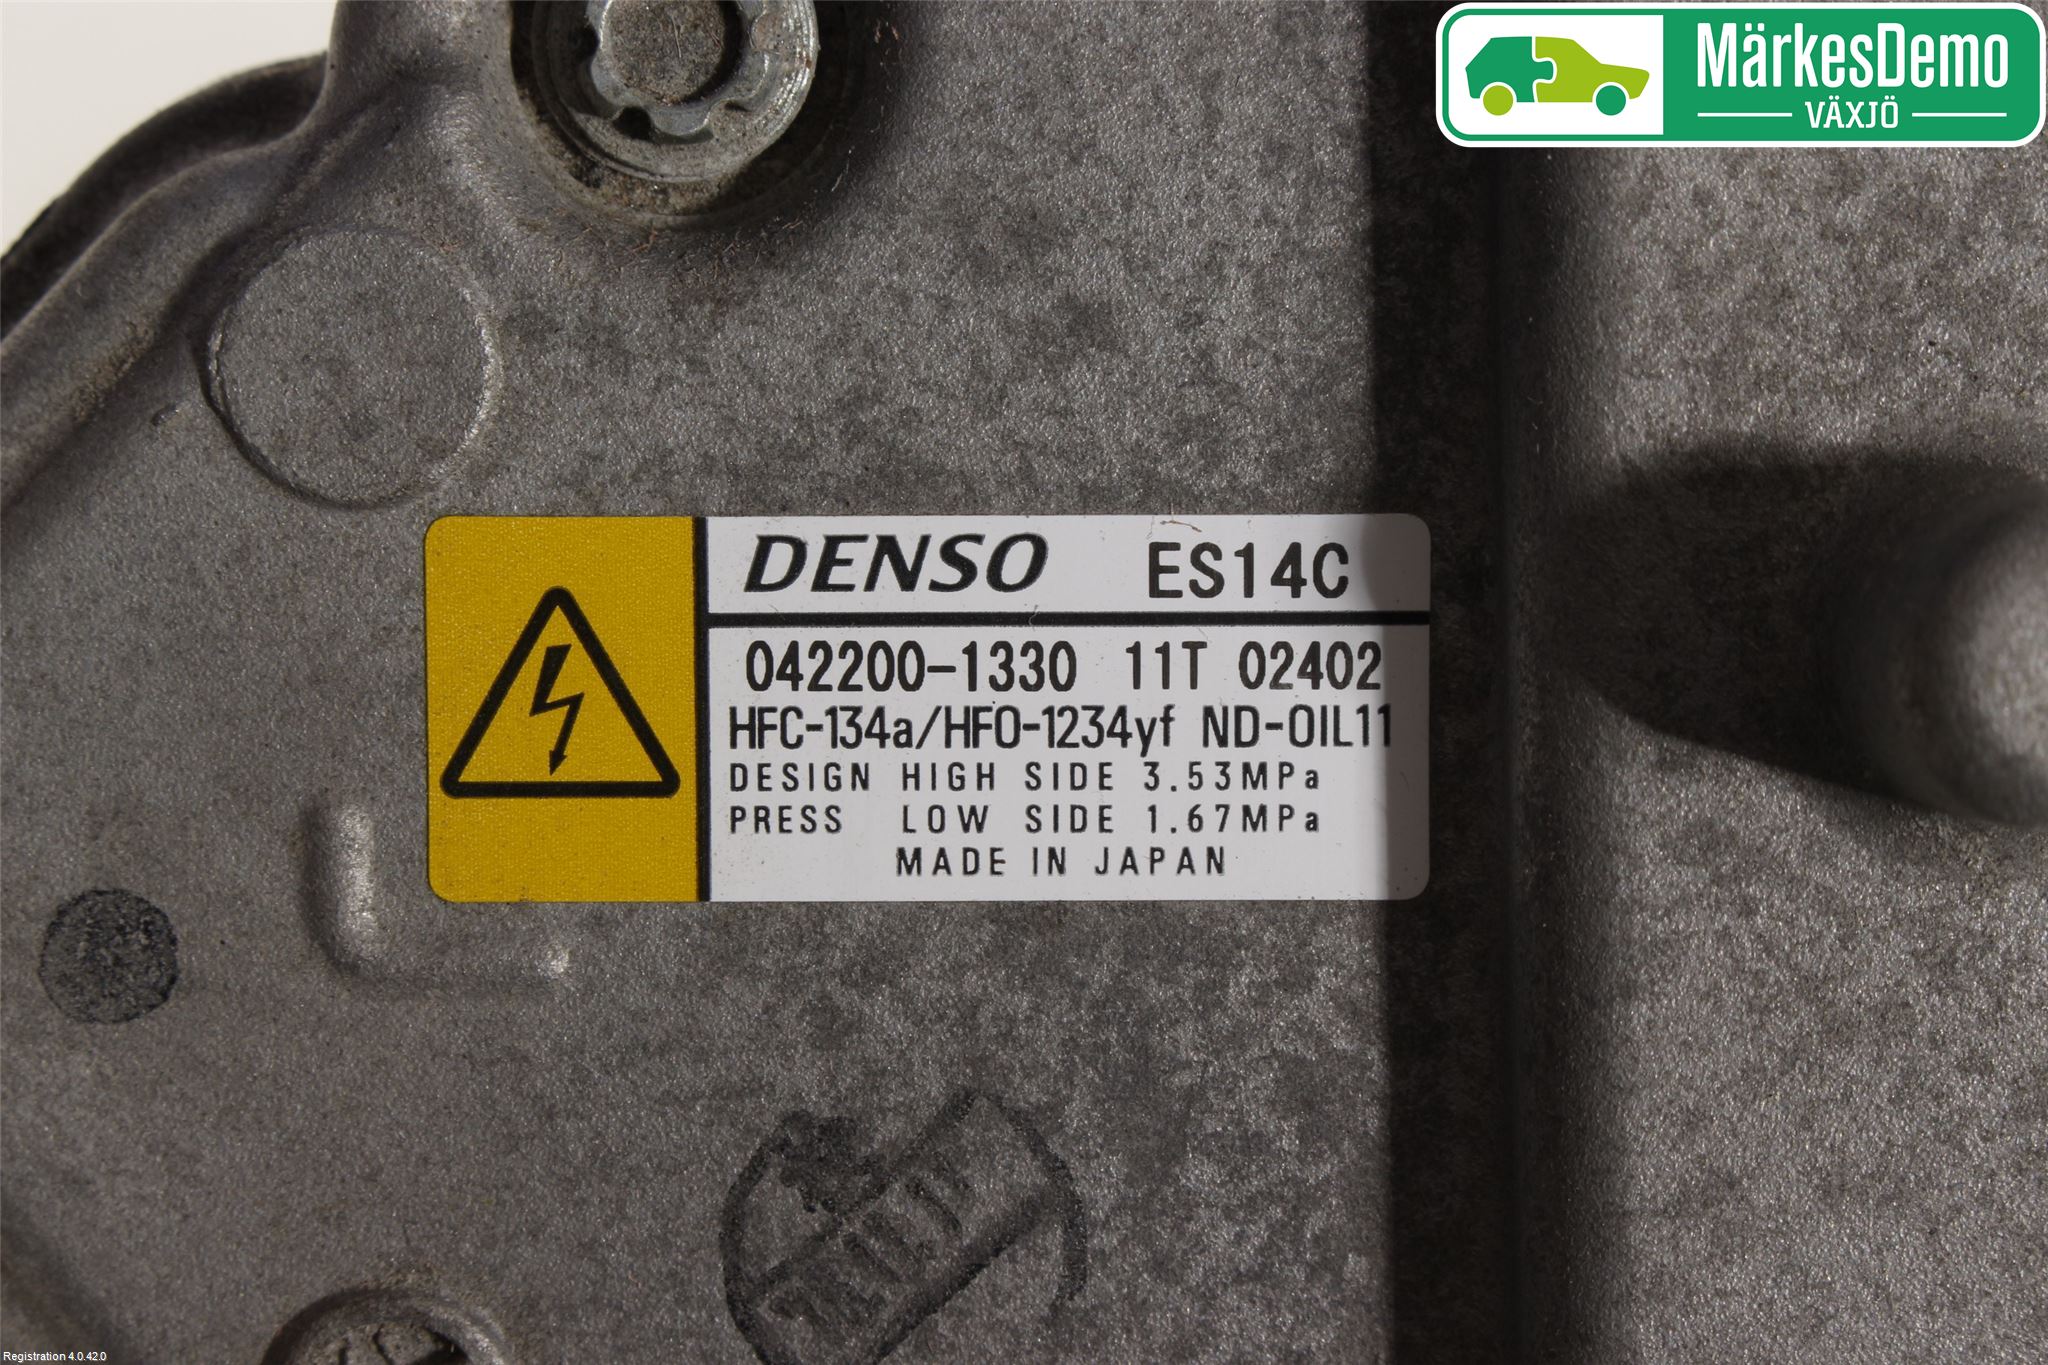 MärkesDemo
VÄXJÖ
DENSO ES14C
042200-1330 11T 02402
HFC-134a/HFO-1234yf ND-OIL11
DESIGN HIGH SIDE 3.53MPa
PRESS LOW SIDE 1.67MPa
MADE IN JAPAN
Registration 4.0.42.0